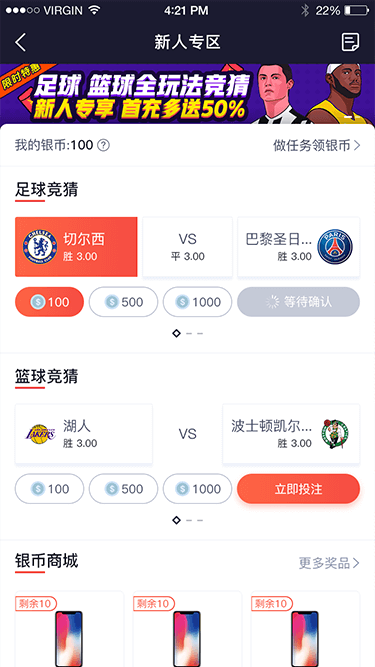 VIRGIN 4:21 PM 22%
新人专区
限时特惠
足球 篮球全玩法竞猜
新人专享 首充多送50%
我的银币:100 ? 做任务领银币
足球竞猜
CHELSEA 切尔西 VS 巴黎圣日... PARIS
胜 3.00 平 3.00 胜 3.00
100 500 1000 等待确认
篮球竞猜
LAKERS 湖人 VS 波士顿凯尔...
胜 3.00 胜 3.00
100 500 1000 立即投注
银币商城 更多奖品
剩余10 剩余10 剩余10